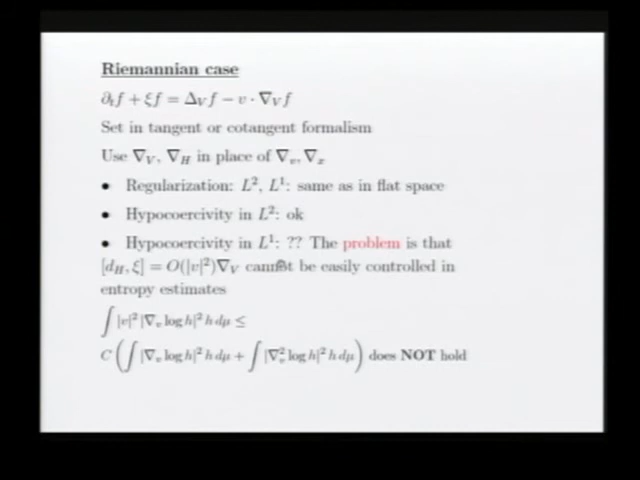 Riemannian case
∂ₜf + ξf = Δ_V f − v · ∇_V f
Set in tangent or cotangent formalism
Use ∇_V, ∇_H in place of ∇_v, ∇_x
• Regularization: L², L¹: same as in flat space
• Hypocoercivity in L²: ok
• Hypocoercivity in L¹: ?? The problem is that
[d_H, ξ] = O(|v|²)∇_V cannot be easily controlled in
entropy estimates
∫ |v|² |∇_v log h|² h dμ ≤
C ( ∫ |∇_v log h|² h dμ + ∫ |∇_v² log h|² h dμ ) does NOT hold